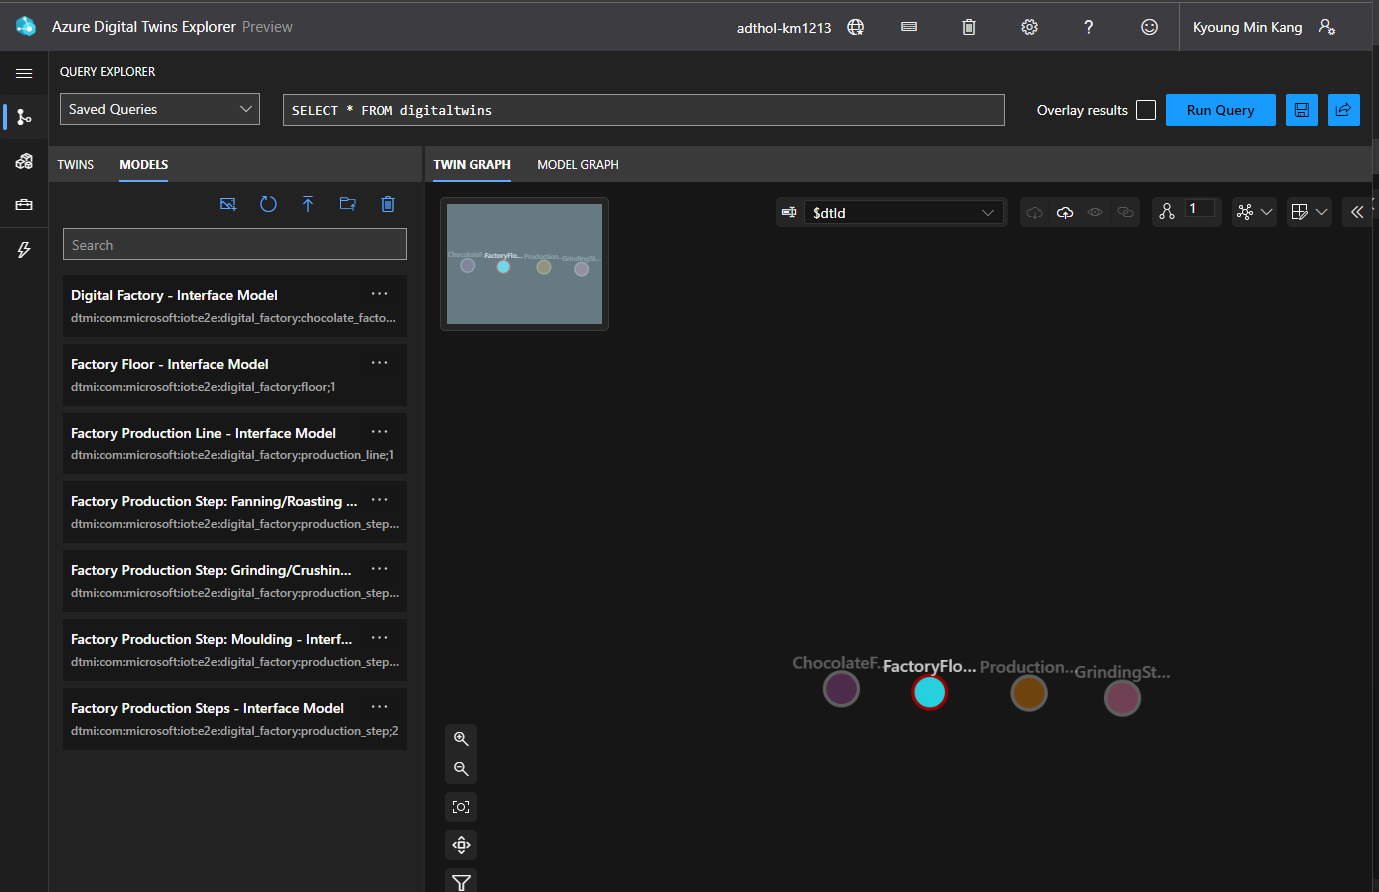 Azure Digital Twins Explorer Preview
adthol-km1213
?
Kyoung Min Kang
QUERY EXPLORER
Saved Queries
SELECT * FROM digitaltwins
Overlay results
Run Query
TWINS
MODELS
TWIN GRAPH
MODEL GRAPH
$dtId
1
Search
ChocolateF...
FactoryFlo...
Production...
GrindingSt...
Digital Factory - Interface Model
...
dtmi:com:microsoft:iot:e2e:digital_factory:chocolate_facto...
Factory Floor - Interface Model
...
dtmi:com:microsoft:iot:e2e:digital_factory:floor;1
Factory Production Line - Interface Model
...
dtmi:com:microsoft:iot:e2e:digital_factory:production_line;1
Factory Production Step: Fanning/Roasting ...
...
dtmi:com:microsoft:iot:e2e:digital_factory:production_step...
Factory Production Step: Grinding/Crushin...
...
dtmi:com:microsoft:iot:e2e:digital_factory:production_step...
Factory Production Step: Moulding - Interf...
...
dtmi:com:microsoft:iot:e2e:digital_factory:production_step...
Factory Production Steps - Interface Model
...
dtmi:com:microsoft:iot:e2e:digital_factory:production_step;2
ChocolateF...
FactoryFlo...
Production...
GrindingSt...